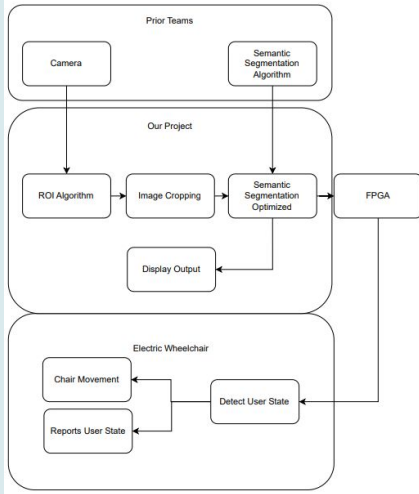 Prior Teams
Camera
Semantic
Segmentation
Algorithm
Our Project
ROI Algorithm
Image Cropping
Semantic
Segmentation
Optimized
FPGA
Display Output
Electric Wheelchair
Chair Movement
Detect User State
Reports User State